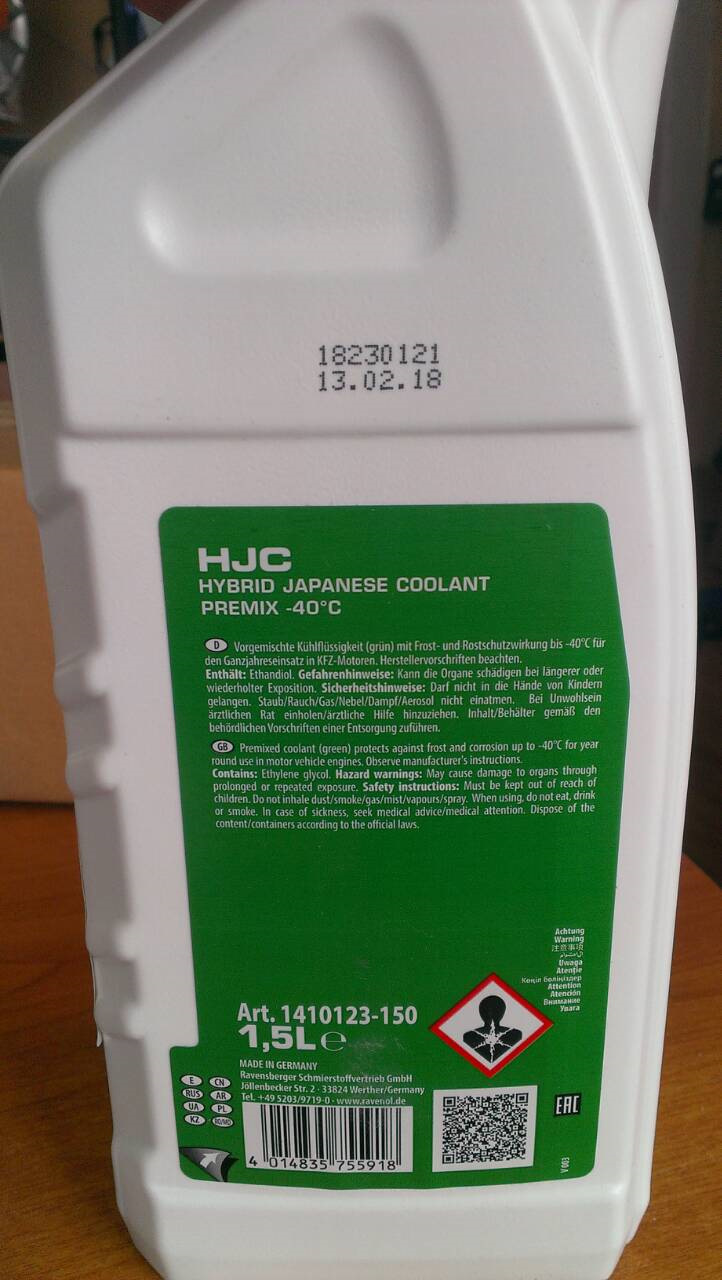 18230121
13.02.18
HJC
HYBRID JAPANESE COOLANT
PREMIX -40°C
D Vorgemischte Kühlflüssigkeit (grün) mit Frost- und Rostschutzwirkung bis -40°C für
den Ganzjahreseinsatz in KFZ-Motoren. Herstellervorschriften beachten.
Enthält: Ethandiol. Gefahrenhinweise: Kann die Organe schädigen bei längerer oder
wiederholter Exposition. Sicherheitshinweise: Darf nicht in die Hände von Kindern
gelangen. Staub/Rauch/Gas/Nebel/Dampf/Aerosol nicht einatmen. Bei Unwohlsein
ärztlichen Rat einholen/ärztliche Hilfe hinzuziehen. Inhalt/Behälter gemäß den
behördlichen Vorschriften einer Entsorgung zuführen.
GB Premixed coolant (green) protects against frost and corrosion up to -40°C for year
round use in motor vehicle engines. Observe manufacturer's instructions.
Contains: Ethylene glycol. Hazard warnings: May cause damage to organs through
prolonged or repeated exposure. Safety instructions: Must be kept out of reach of
children. Do not inhale dust/smoke/gas/mist/vapours/spray. When using, do not eat, drink
or smoke. In case of sickness, seek medical advice/medical attention. Dispose of the
content/containers according to the official laws.
Achtung
Warning
注意事项
Uwaga
Atenție
Көңіл бөліңіздер
Attention
Atención
Внимание
Увага
Art. 1410123-150
1,5L e
MADE IN GERMANY
Ravensberger Schmierstoffvertrieb GmbH
Jöllenbecker Str. 2 · 33824 Werther/Germany
Tel. +49 5203/9719-0 · www.ravenol.de
E CN
RUS AR
UA PL
KZ RO/MD
4 014835 755918
EAC
V 003